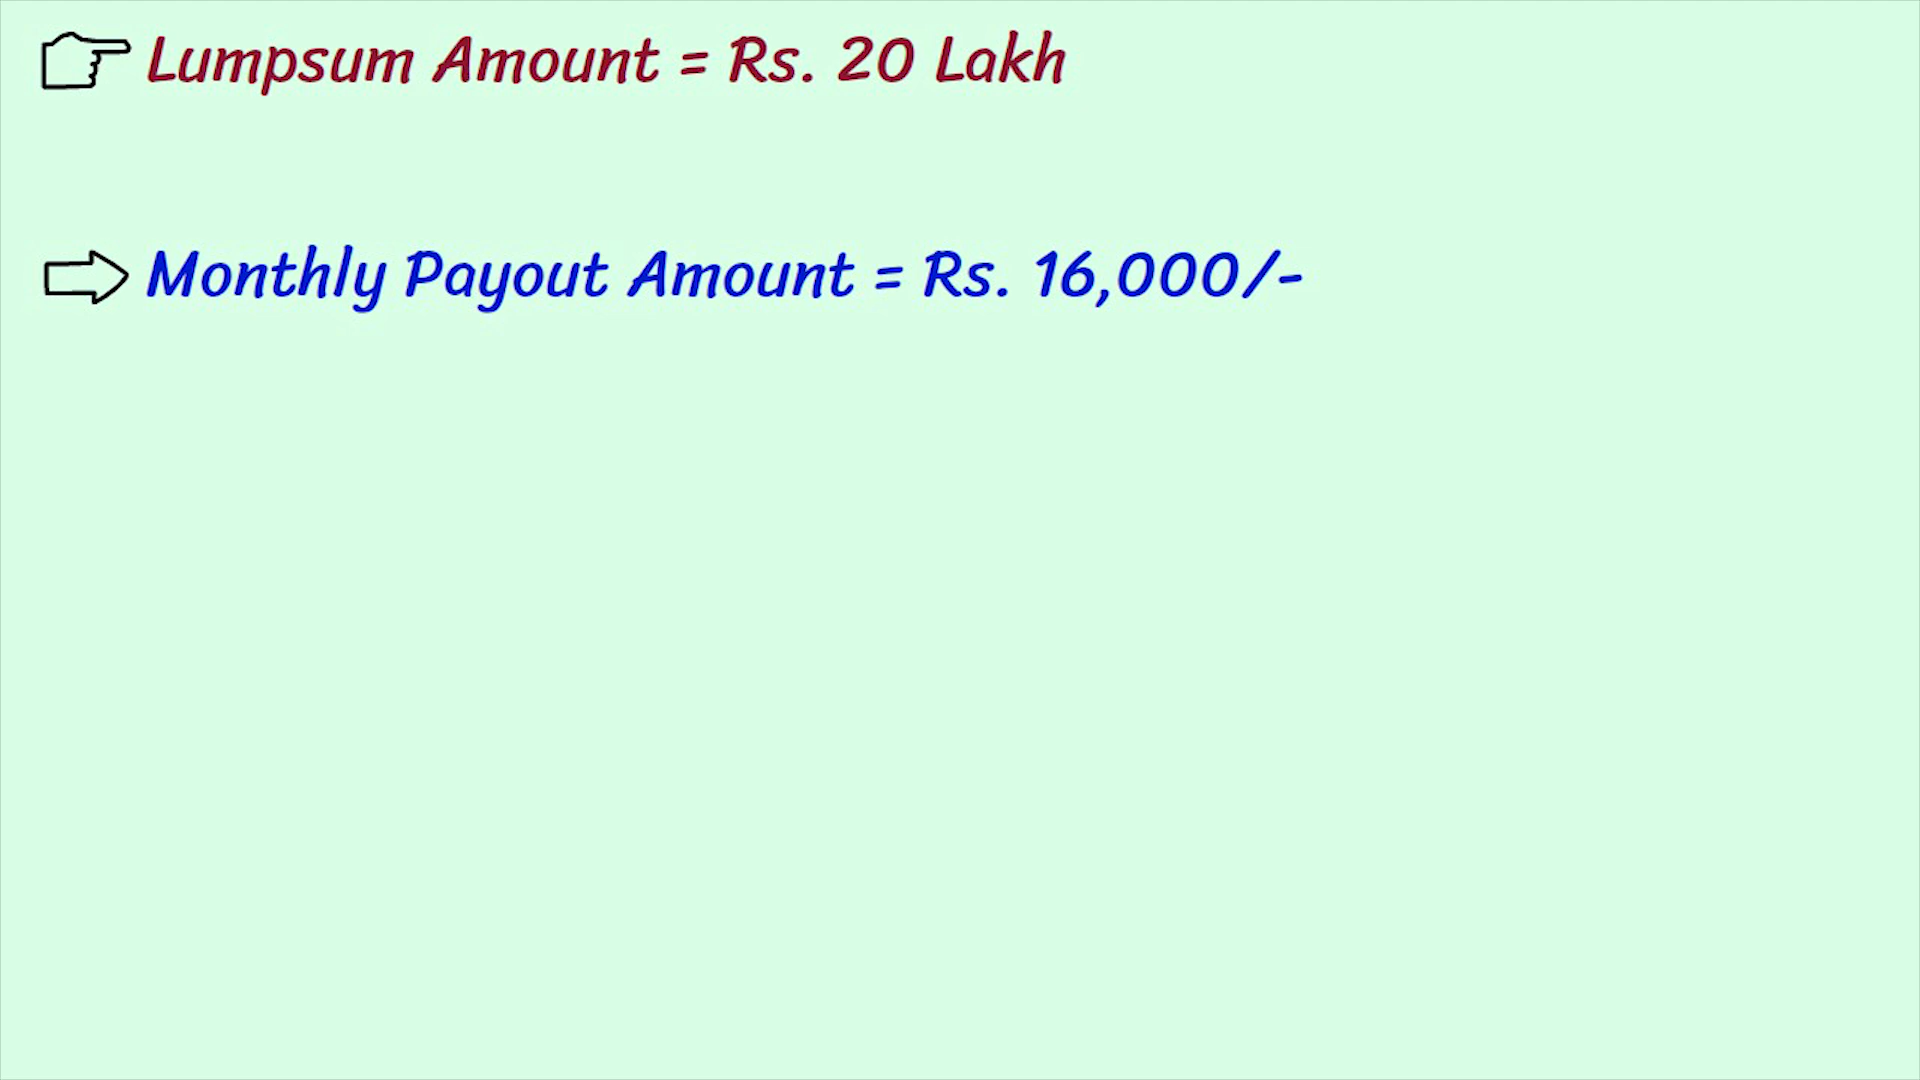 Lumpsum Amount = Rs. 20 Lakh
Monthly Payout Amount = Rs. 16,000/-